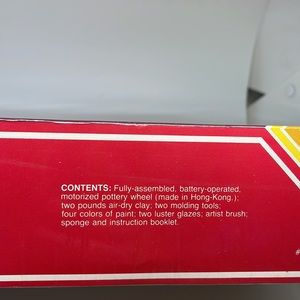 CONTENTS: Fully-assembled, battery-operated,
motorized pottery wheel (made in Hong-Kong,);
two pounds air-dry clay; two molding tools;
four colors of paint; two luster glazes; artist brush;
sponge and instruction booklet.